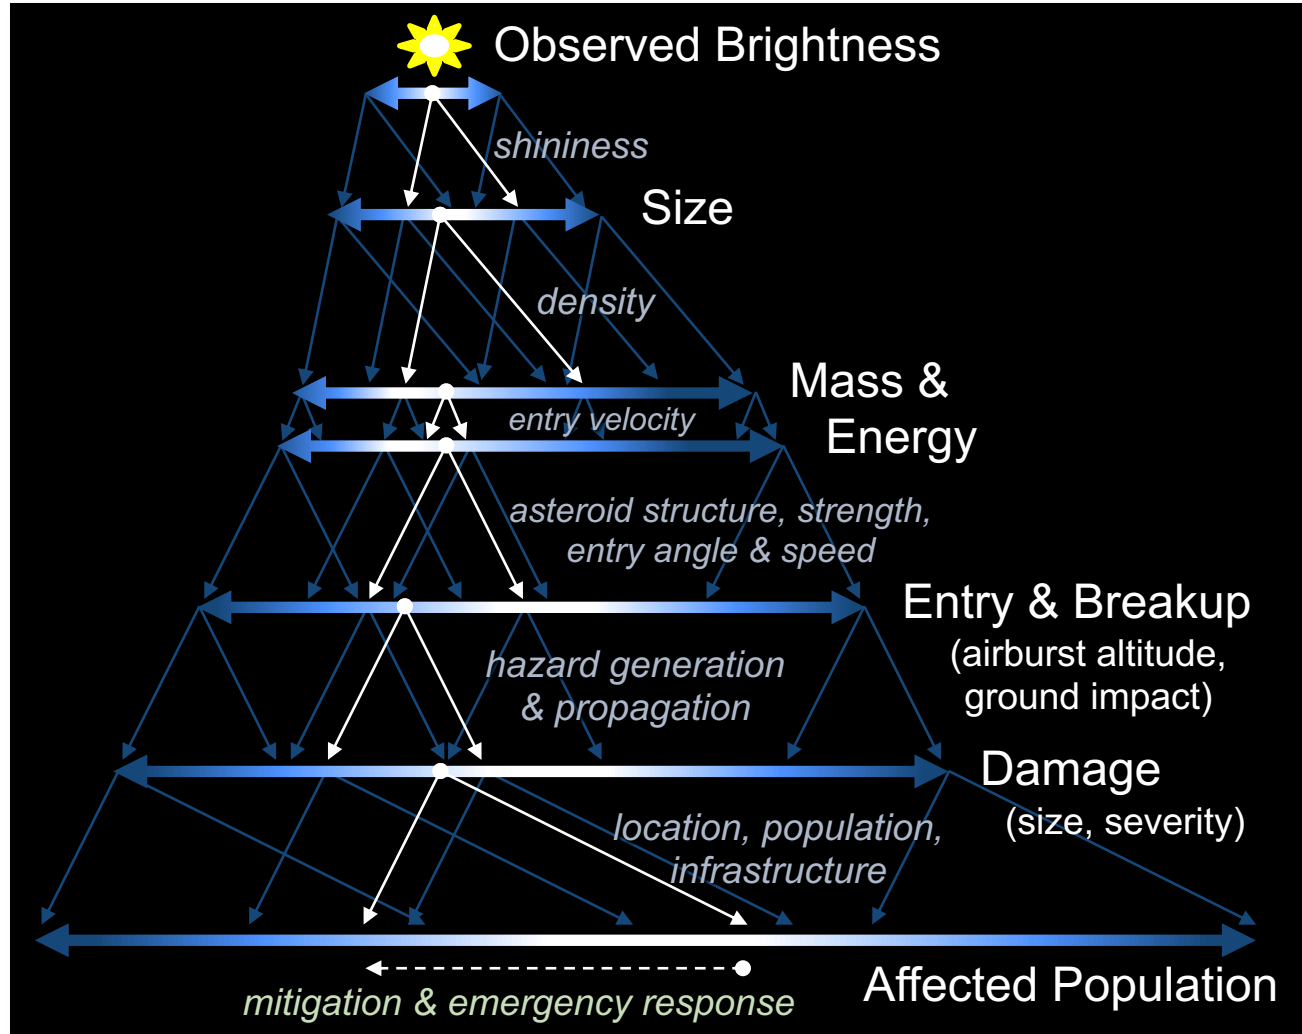 Observed Brightness
shininess
Size
density
Mass &
Energy
entry velocity
asteroid structure, strength,
entry angle & speed
Entry & Breakup
(airburst altitude,
ground impact)
hazard generation
& propagation
Damage
(size, severity)
location, population,
infrastructure
Affected Population
mitigation & emergency response